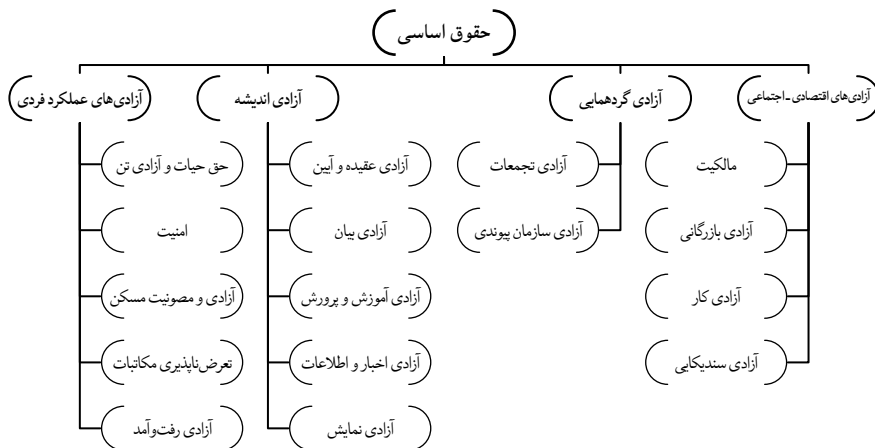 حقوق اساسی
آزادی‌های اقتصادی ـ اجتماعی
مالکیت
آزادی بازرگانی
آزادی کار
آزادی سندیکایی
آزادی گردهمایی
آزادی تجمعات
آزادی سازمان پیوندی
آزادی اندیشه
آزادی عقیده و آیین
آزادی بیان
آزادی آموزش و پرورش
آزادی اخبار و اطلاعات
آزادی نمایش
آزادی‌های عملکرد فردی
حق حیات و آزادی تن
امنیت
آزادی و مصونیت مسکن
تعرض‌ناپذیری مکاتبات
آزادی رفت‌وآمد